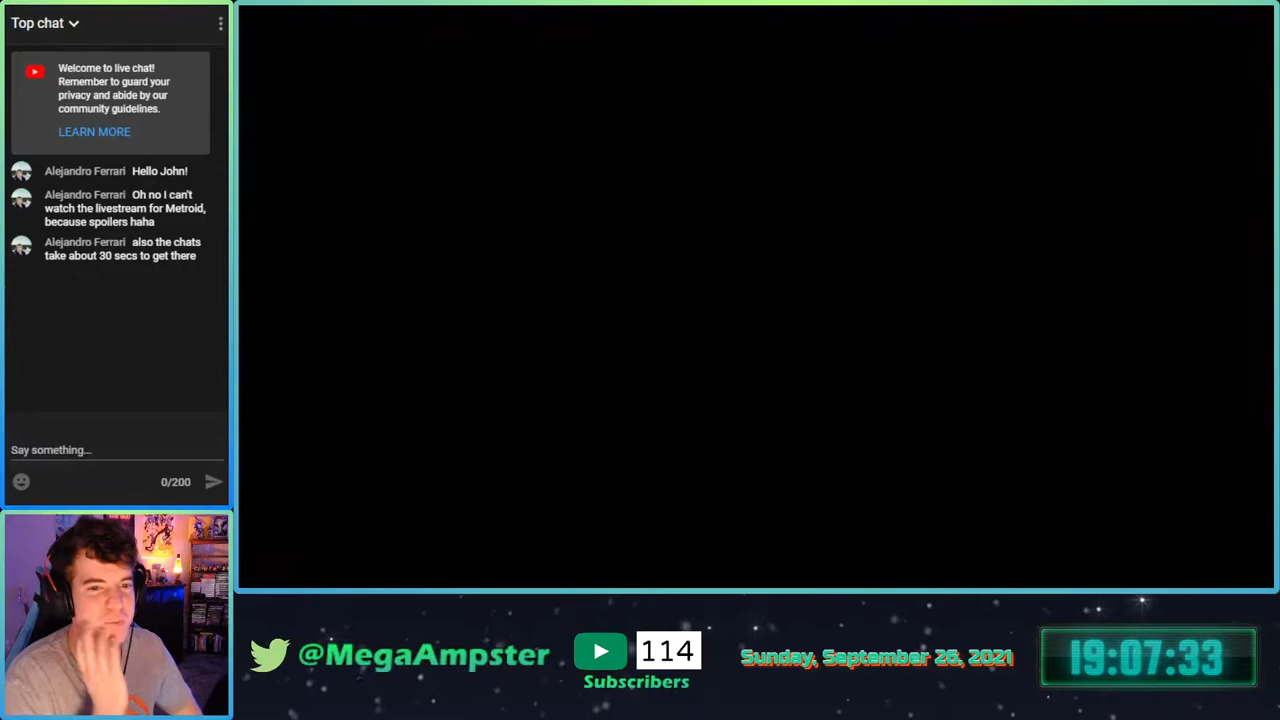 Top chat
Welcome to live chat!
Remember to guard your
privacy and abide by our
community guidelines.
LEARN MORE
Alejandro Ferrari Hello John!
Alejandro Ferrari Oh no I can't
watch the livestream for Metroid,
because spoilers haha
Alejandro Ferrari also the chats
take about 30 secs to get there
Say something...
0/200
@MegaAmpster
114
Subscribers
Sunday, September 26, 2021
19:07:33